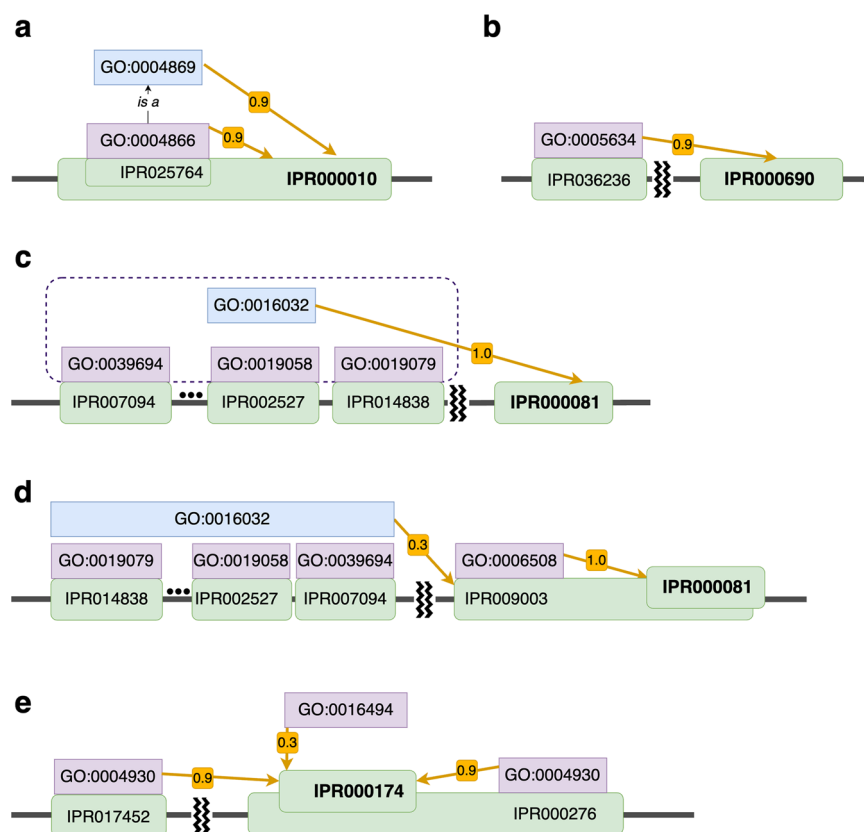 a
GO:0004869
0.9
is a
GO:0004866
0.9
IPR025764
IPR000010
b
GO:0005634
0.9
IPR036236
IPR000690
c
GO:0016032
1.0
GO:0039694
GO:0019058
GO:0019079
IPR007094
•••
IPR002527
IPR014838
IPR000081
d
GO:0016032
0.3
GO:0019079
GO:0019058
GO:0039694
GO:0006508
1.0
IPR014838
•••
IPR002527
IPR007094
IPR009003
IPR000081
e
GO:0016494
0.3
GO:0004930
0.9
0.9
GO:0004930
IPR000174
IPR017452
IPR000276